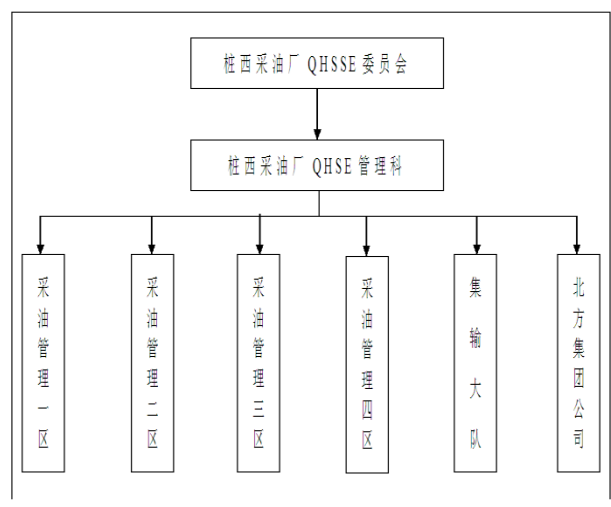 桩西采油厂 QHSSE 委员会
桩西采油厂 QHSE 管理科
采油管理一区
采油管理二区
采油管理三区
采油管理四区
集输大队
北方集团公司